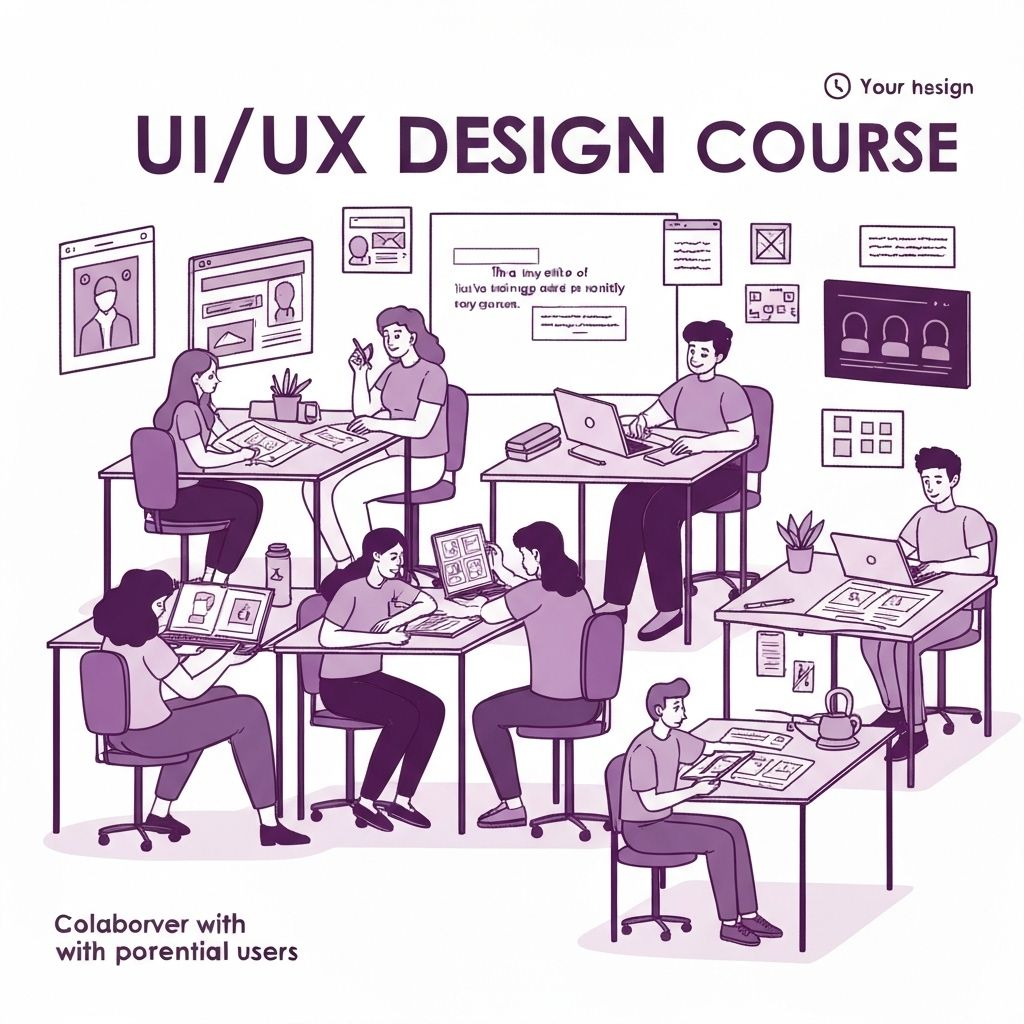 Your hesign
UI/UX DESIGN COURSE
Colaborver with
with porential users